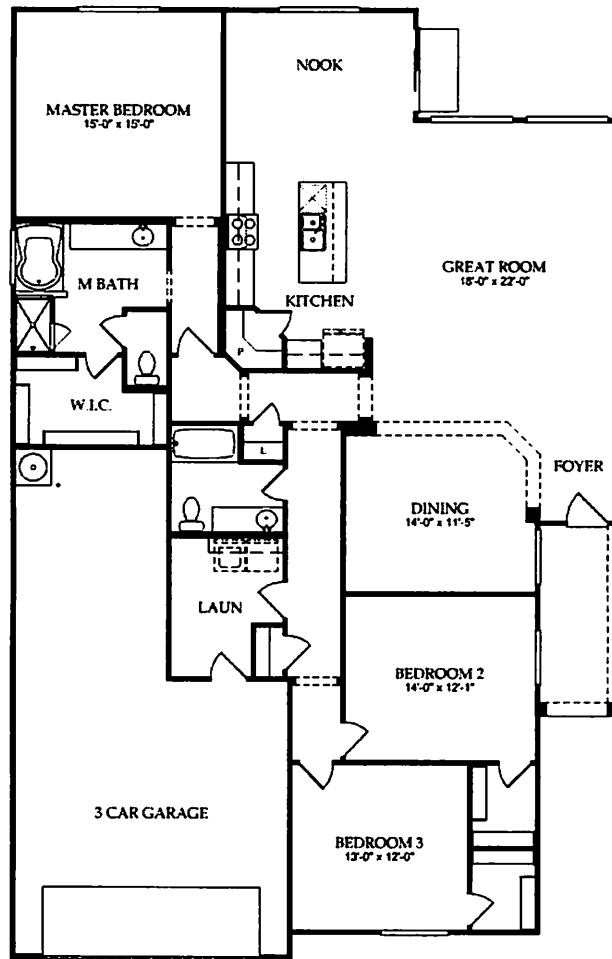 NOOK
MASTER BEDROOM
15'-0" x 15'-0"
GREAT ROOM
18'-0" x 22'-0"
M BATH
KITCHEN
P
W.I.C.
L
FOYER
DINING
14'-0" x 11'-5"
LAUN
BEDROOM 2
14'-0" x 12'-1"
3 CAR GARAGE
BEDROOM 3
13'-0" x 12'-0"